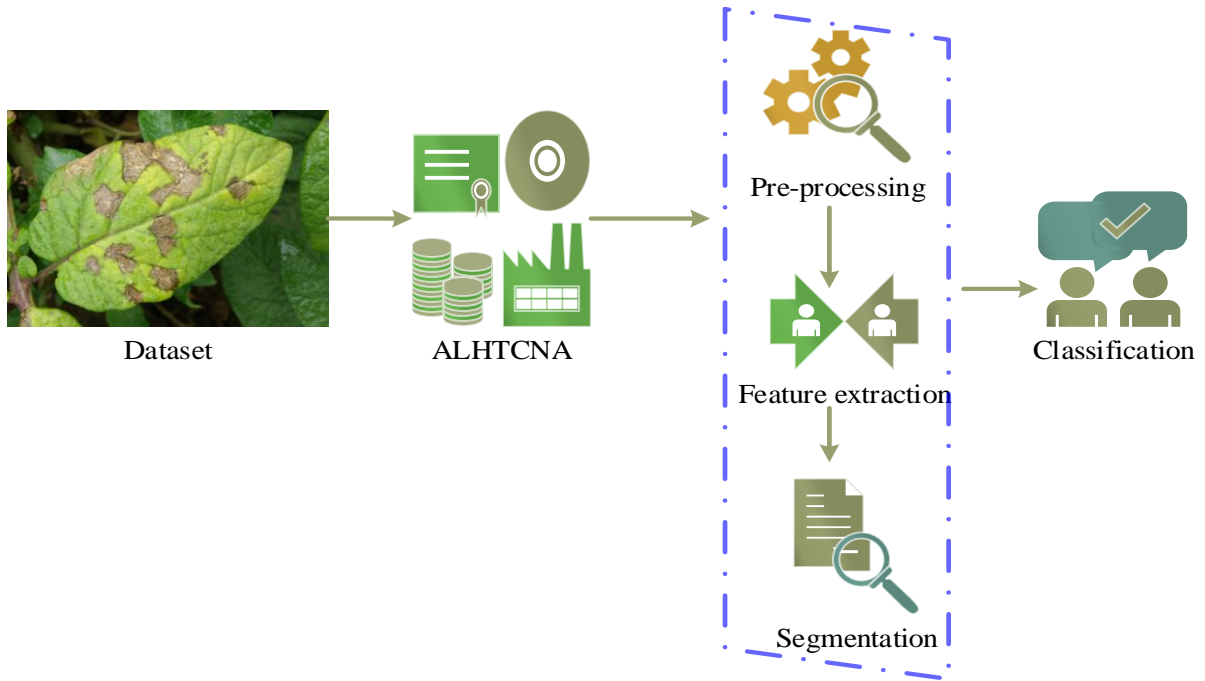 Dataset
ALHTCNA
Pre-processing
Feature extraction
Segmentation
Classification